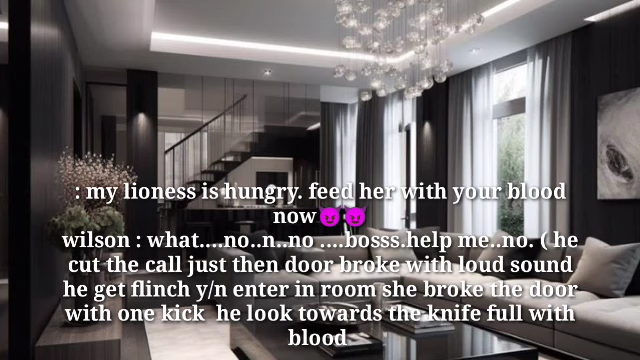 : my lioness is hungry. feed her with your blood
now😈😈
wilson : what....no..n..no ....bosss.help me..no. ( he
cut the call just then door broke with loud sound
he get flinch y/n enter in room she broke the door
with one kick  he look towards the knife full with
blood